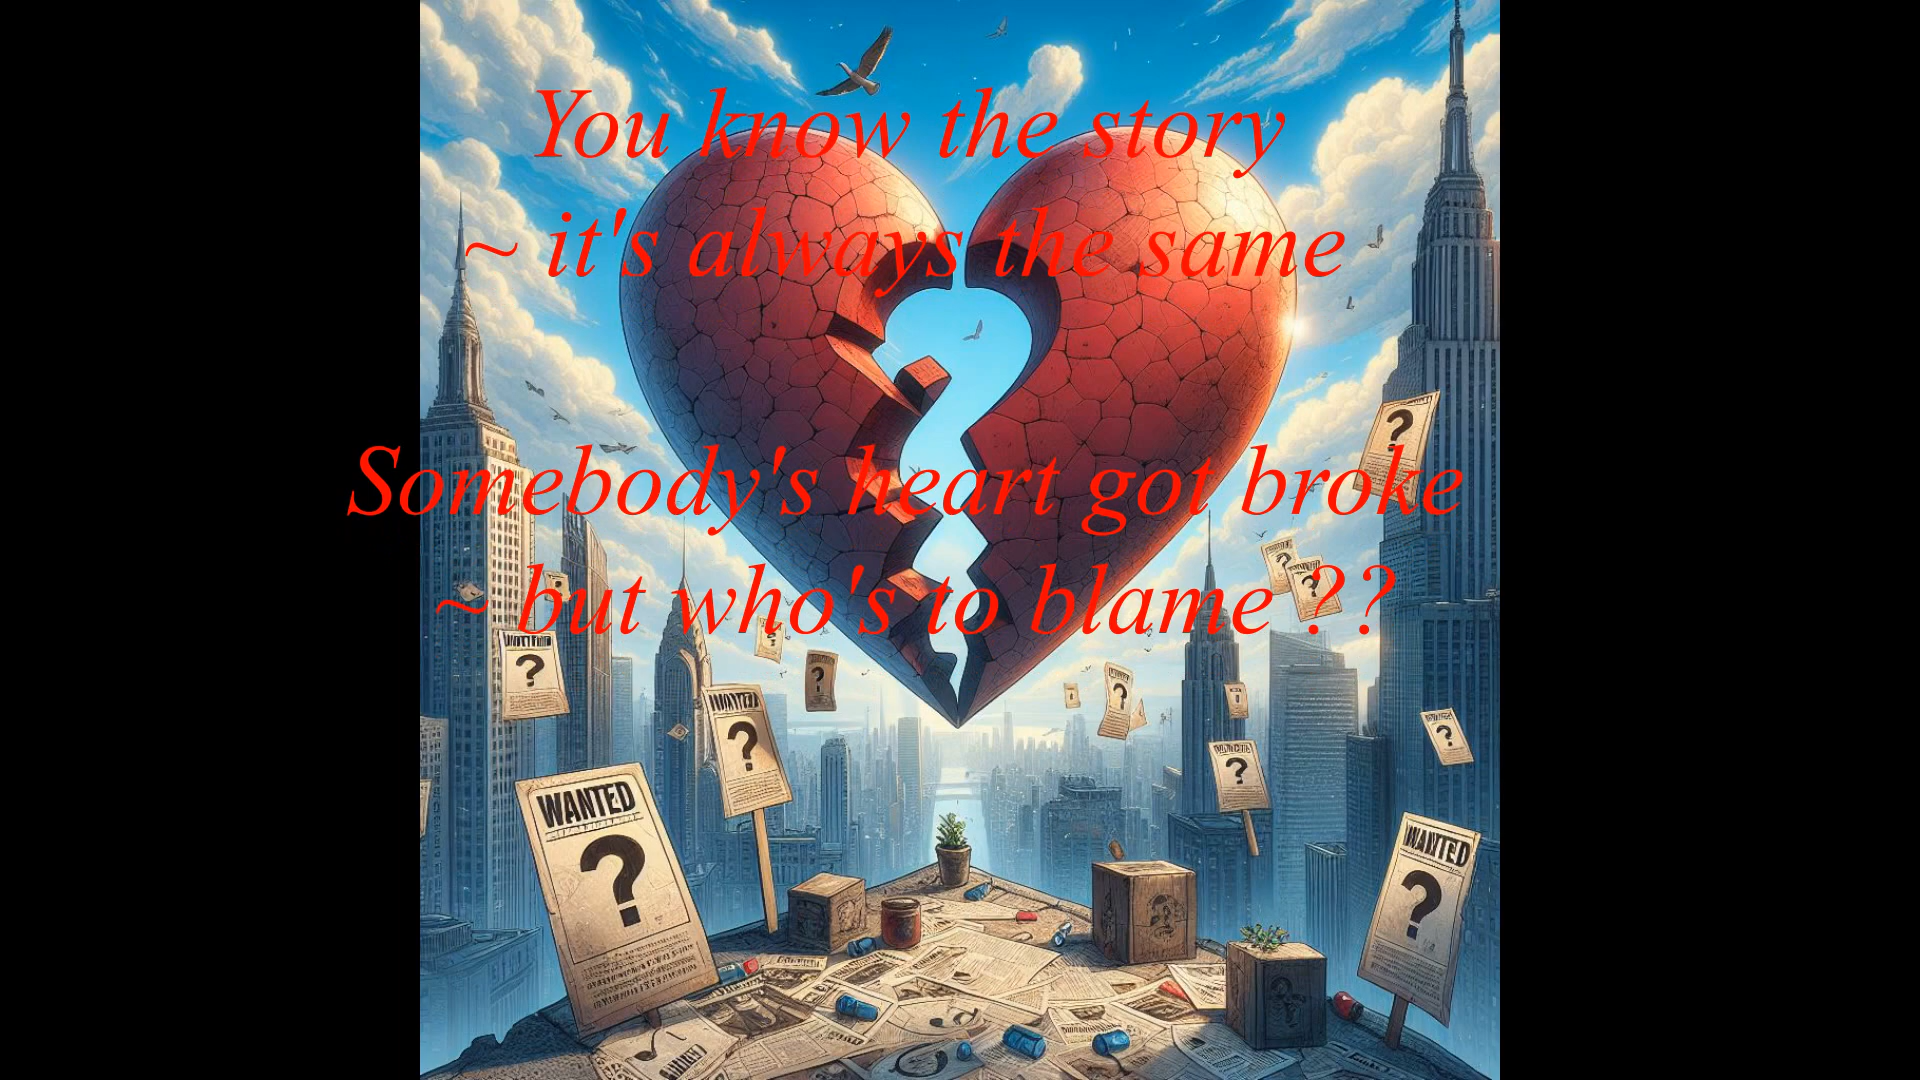 You know the story
~ it's always the same
Somebody's heart got broke
~ but who's to blame ??
WANTED
?
WANTED
?
WANTED
?